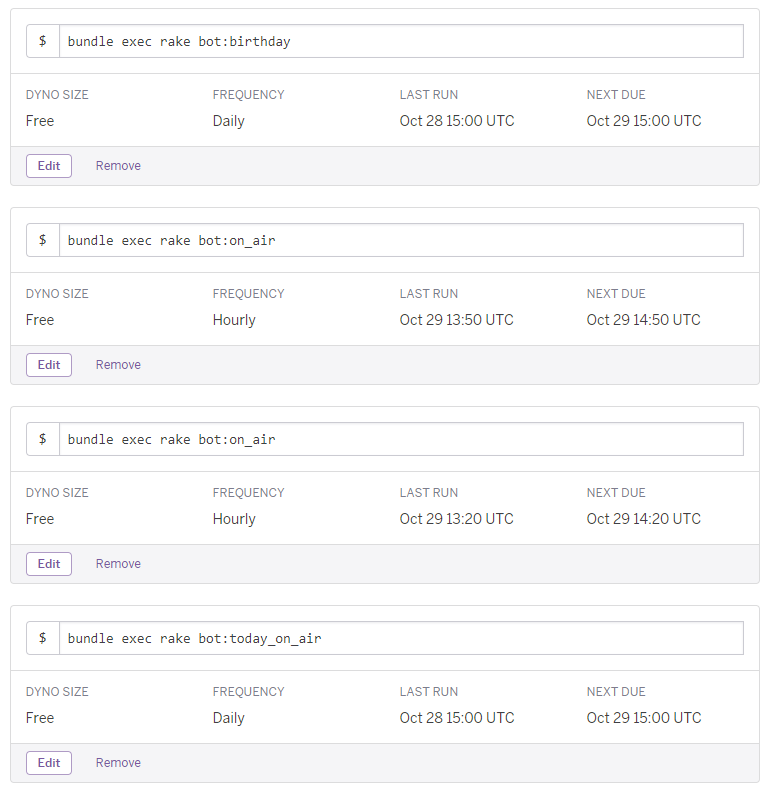 $ bundle exec rake bot:birthday
DYNO SIZE FREQUENCY LAST RUN NEXT DUE
Free Daily Oct 28 15:00 UTC Oct 29 15:00 UTC
Edit Remove
$ bundle exec rake bot:on_air
DYNO SIZE FREQUENCY LAST RUN NEXT DUE
Free Hourly Oct 29 13:50 UTC Oct 29 14:50 UTC
Edit Remove
$ bundle exec rake bot:on_air
DYNO SIZE FREQUENCY LAST RUN NEXT DUE
Free Hourly Oct 29 13:20 UTC Oct 29 14:20 UTC
Edit Remove
$ bundle exec rake bot:today_on_air
DYNO SIZE FREQUENCY LAST RUN NEXT DUE
Free Daily Oct 28 15:00 UTC Oct 29 15:00 UTC
Edit Remove